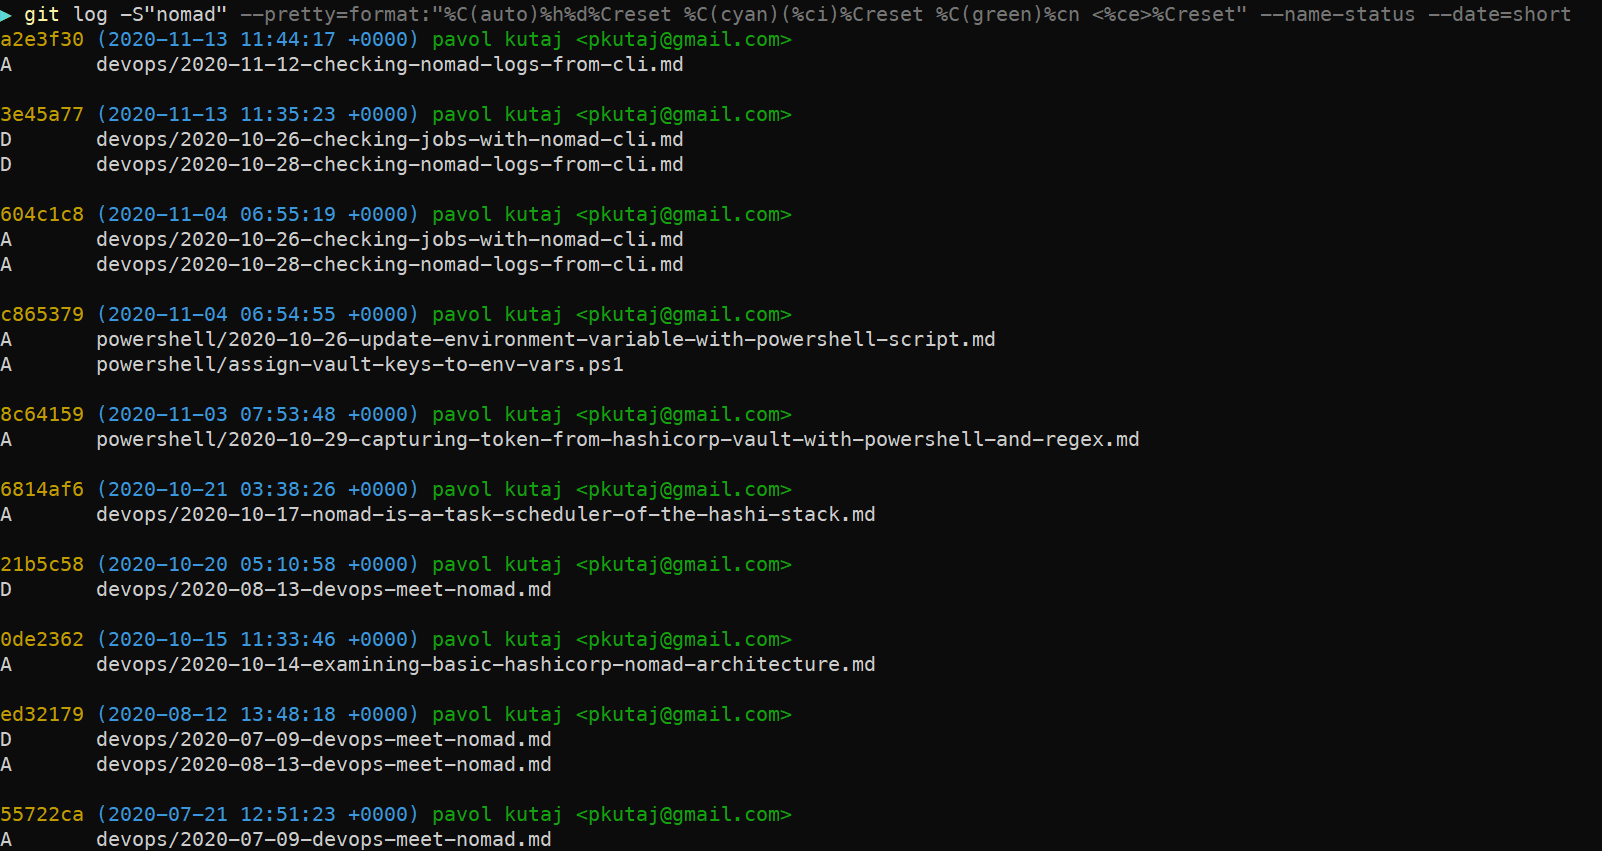 ▶ git log -S"nomad" --pretty=format:"%C(auto)%h%d%Creset %C(cyan)(%ci)%Creset %C(green)%cn <%ce>%Creset" --name-status --date=short
a2e3f30 (2020-11-13 11:44:17 +0000) pavol kutaj <pkutaj@gmail.com>
A       devops/2020-11-12-checking-nomad-logs-from-cli.md

3e45a77 (2020-11-13 11:35:23 +0000) pavol kutaj <pkutaj@gmail.com>
D       devops/2020-10-26-checking-jobs-with-nomad-cli.md
D       devops/2020-10-28-checking-nomad-logs-from-cli.md

604c1c8 (2020-11-04 06:55:19 +0000) pavol kutaj <pkutaj@gmail.com>
A       devops/2020-10-26-checking-jobs-with-nomad-cli.md
A       devops/2020-10-28-checking-nomad-logs-from-cli.md

c865379 (2020-11-04 06:54:55 +0000) pavol kutaj <pkutaj@gmail.com>
A       powershell/2020-10-26-update-environment-variable-with-powershell-script.md
A       powershell/assign-vault-keys-to-env-vars.ps1

8c64159 (2020-11-03 07:53:48 +0000) pavol kutaj <pkutaj@gmail.com>
A       powershell/2020-10-29-capturing-token-from-hashicorp-vault-with-powershell-and-regex.md

6814af6 (2020-10-21 03:38:26 +0000) pavol kutaj <pkutaj@gmail.com>
A       devops/2020-10-17-nomad-is-a-task-scheduler-of-the-hashi-stack.md

21b5c58 (2020-10-20 05:10:58 +0000) pavol kutaj <pkutaj@gmail.com>
D       devops/2020-08-13-devops-meet-nomad.md

0de2362 (2020-10-15 11:33:46 +0000) pavol kutaj <pkutaj@gmail.com>
A       devops/2020-10-14-examining-basic-hashicorp-nomad-architecture.md

ed32179 (2020-08-12 13:48:18 +0000) pavol kutaj <pkutaj@gmail.com>
D       devops/2020-07-09-devops-meet-nomad.md
A       devops/2020-08-13-devops-meet-nomad.md

55722ca (2020-07-21 12:51:23 +0000) pavol kutaj <pkutaj@gmail.com>
A       devops/2020-07-09-devops-meet-nomad.md